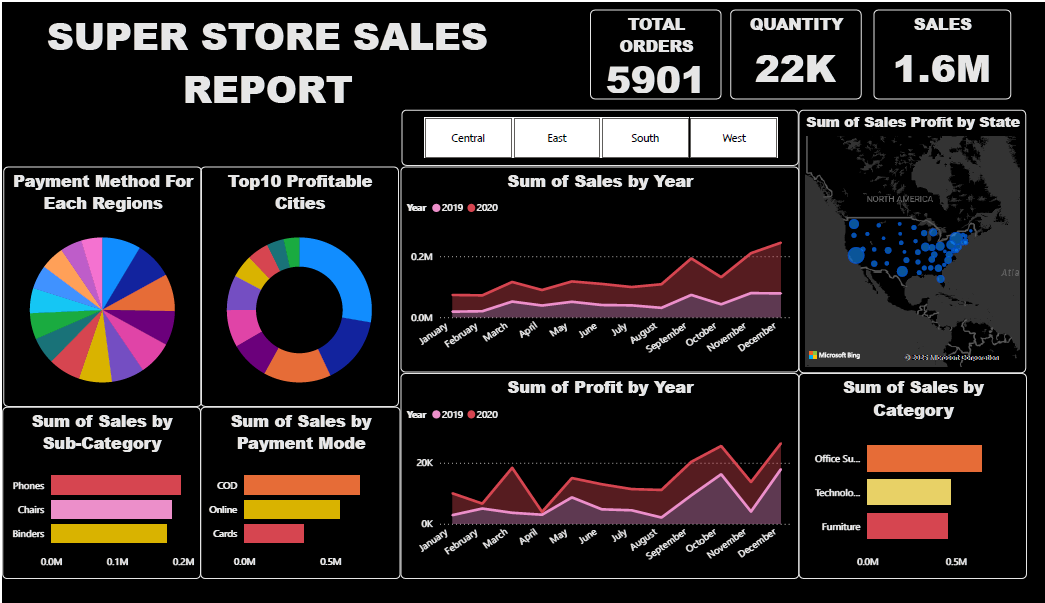 SUPER STORE SALES
REPORT
TOTAL
ORDERS
5901
QUANTITY
22K
SALES
1.6M
Central
East
South
West
Sum of Sales Profit by State
NORTH AMERICA
Atla
Microsoft Bing
Microsoft Corporation
Payment Method For
Each Regions
Top10 Profitable
Cities
Sum of Sales by Year
Year 2019 2020
0.2M
0.0M
January
February
March
April
May
June
July
August
September
October
November
December
Sum of Sales by
Sub-Category
Phones
Chairs
Binders
0.0M 0.1M 0.2M
Sum of Sales by
Payment Mode
COD
Online
Cards
0.0M 0.5M
Sum of Profit by Year
Year 2019 2020
20K
0K
January
February
March
April
May
June
July
August
September
October
November
December
Sum of Sales by
Category
Office Su...
Technolo...
Furniture
0.0M 0.5M